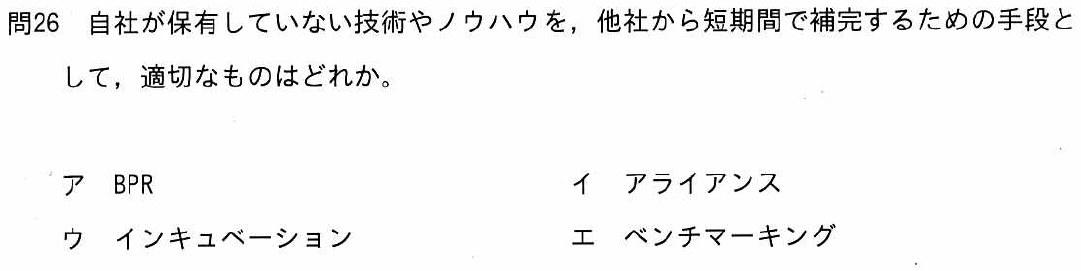 問26 自社が保有していない技術やノウハウを，他社から短期間で補完するための手段と
して，適切なものはどれか。
ア BPR イ アライアンス
ウ インキュベーション エ ベンチマーキング